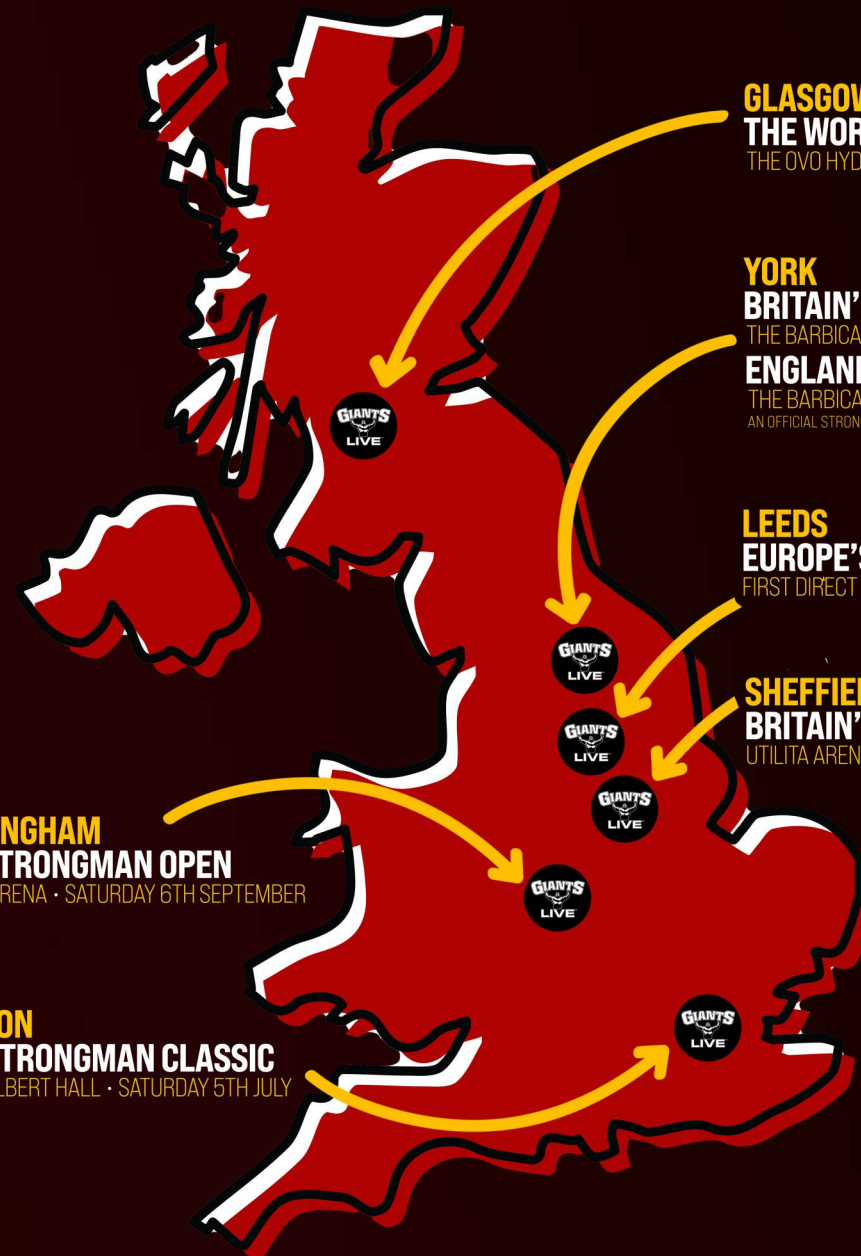 GLASGOW
THE WOR
THE OVO HYD
YORK
BRITAIN'
THE BARBICA
ENGLAN
THE BARBICA
AN OFFICIAL STRON
LEEDS
EUROPE'S
FIRST DIRECT
SHEFFIE
BRITAIN'
UTILITA AREN
NGHAM
TRONGMAN OPEN
RENA • SATURDAY 6TH SEPTEMBER
ON
TRONGMAN CLASSIC
LBERT HALL • SATURDAY 5TH JULY
GIANTS
LIVE
GIANTS
LIVE
GIANTS
LIVE
GIANTS
LIVE
GIANTS
LIVE
GIANTS
LIVE